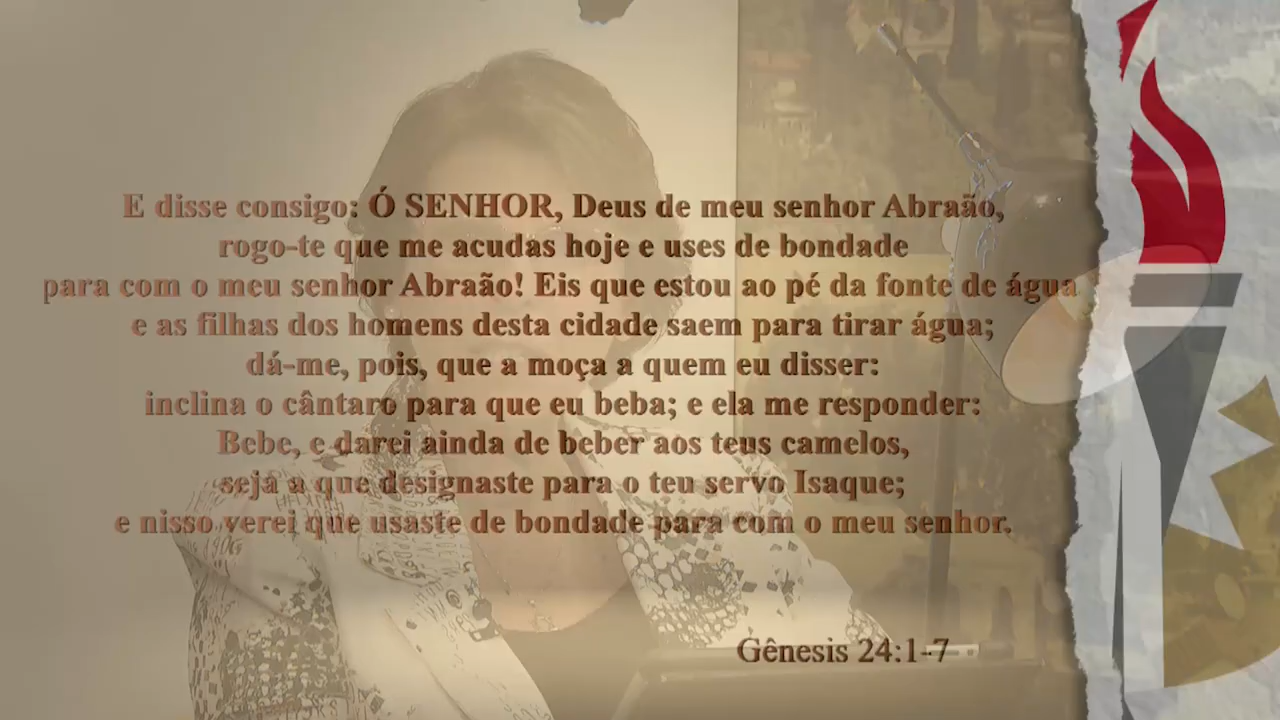 E disse consigo: Ó SENHOR, Deus de meu senhor Abraão,
rogo-te que me acudas hoje e uses de bondade
para com o meu senhor Abraão! Eis que estou ao pé da fonte de água
e as filhas dos homens desta cidade saem para tirar água;
dá-me, pois, que a moça a quem eu disser:
inclina o cântaro para que eu beba; e ela me responder:
Bebe, e darei ainda de beber aos teus camelos,
seja a que designaste para o teu servo Isaque;
e nisso verei que usaste de bondade para com o meu senhor.
Gênesis 24:1-7